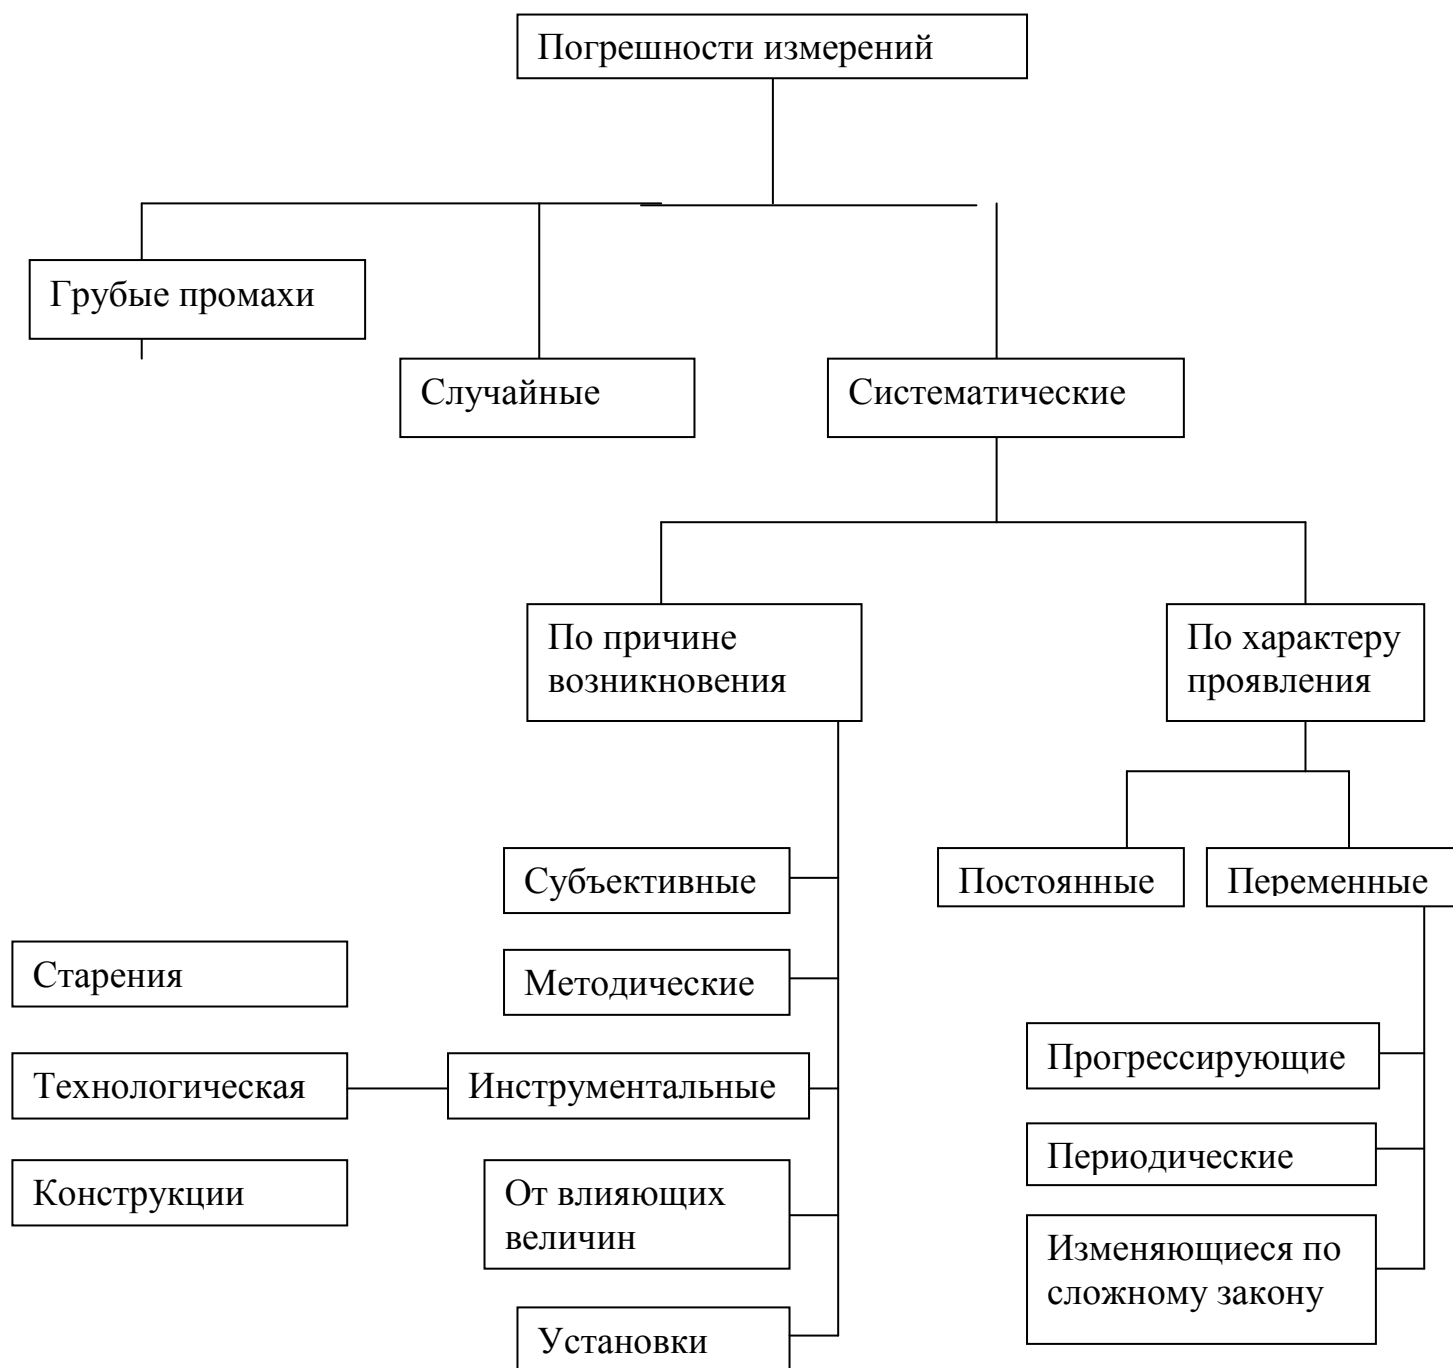 Погрешности измерений
Грубые промахи
Случайные
Систематические
По причине
возникновения
По характеру
проявления
Субъективные
Постоянные
Переменные
Старения
Методические
Прогрессирующие
Технологическая
Инструментальные
Периодические
Конструкции
От влияющих
величин
Изменяющиеся по
сложному закону
Установки